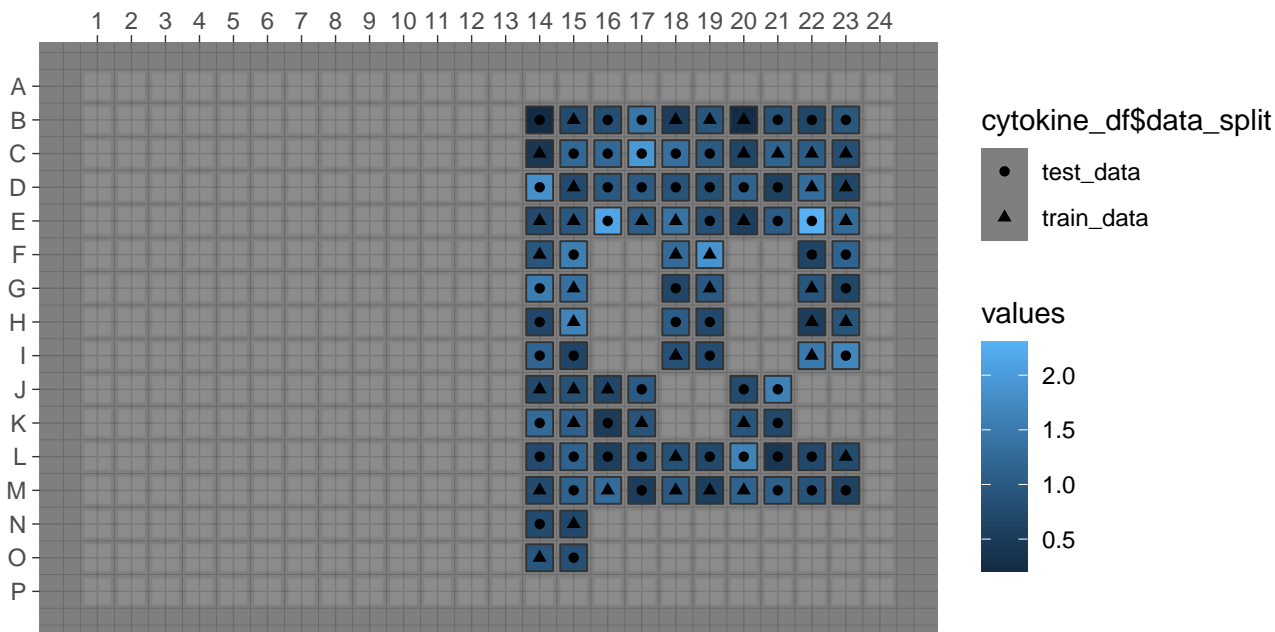 1 2 3 4 5 6 7 8 9 10 11 12 13 14 15 16 17 18 19 20 21 22 23 24
A
B
C
D
E
F
G
H
I
J
K
L
M
N
O
P
cytokine_df$data_split
test_data
train_data
values
2.0
1.5
1.0
0.5